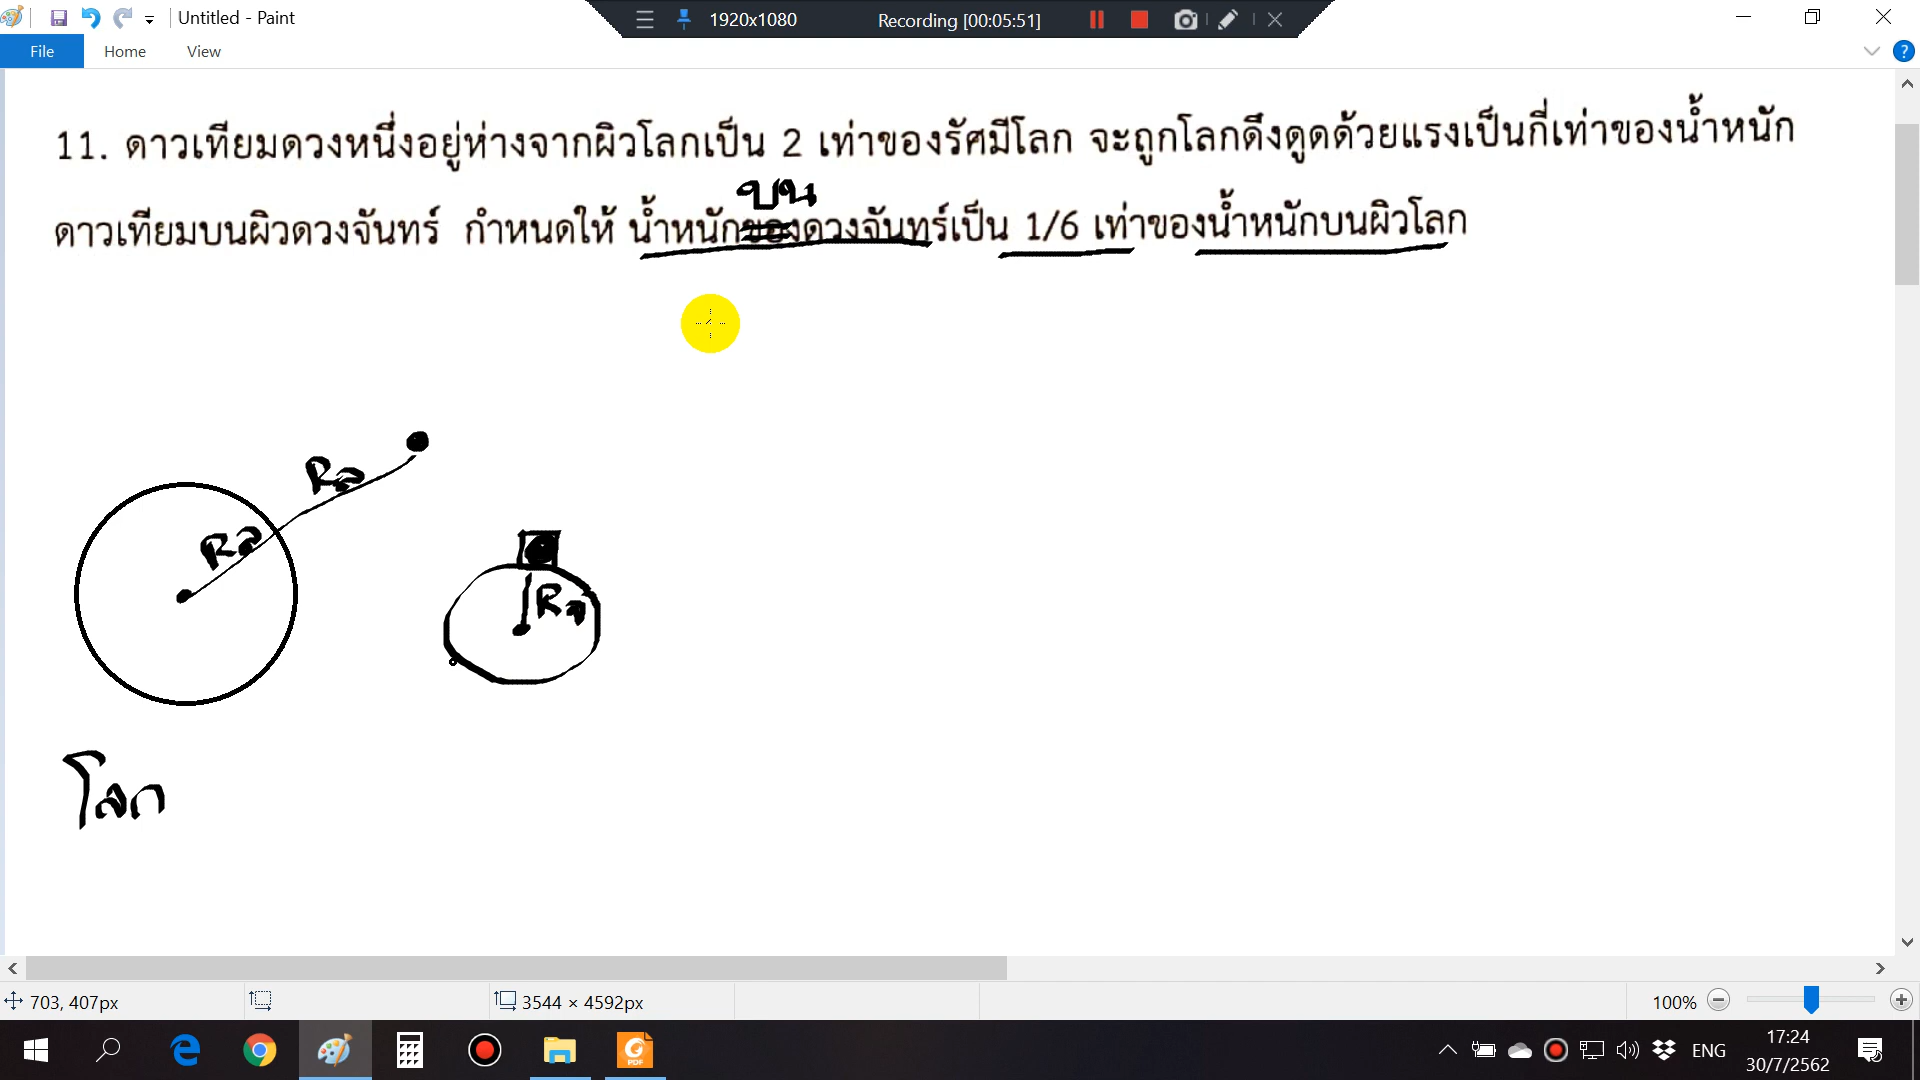 Untitled - Paint
1920x1080
Recording [00:05:51]
File
Home
View
11. ดาวเทียมดวงหนึ่งอยู่ห่างจากผิวโลกเป็น 2 เท่าของรัศมีโลก จะถูกโลกดึงดูดด้วยแรงเป็นกี่เท่าของน้ำหนัก
บน
ดาวเทียมบนผิวดวงจันทร์ กำหนดให้ น้ำหนักของดวงจันทร์เป็น 1/6 เท่าของน้ำหนักบนผิวโลก
โลก
703, 407px
3544 × 4592px
100%
PDF
ENG
17:24
30/7/2562